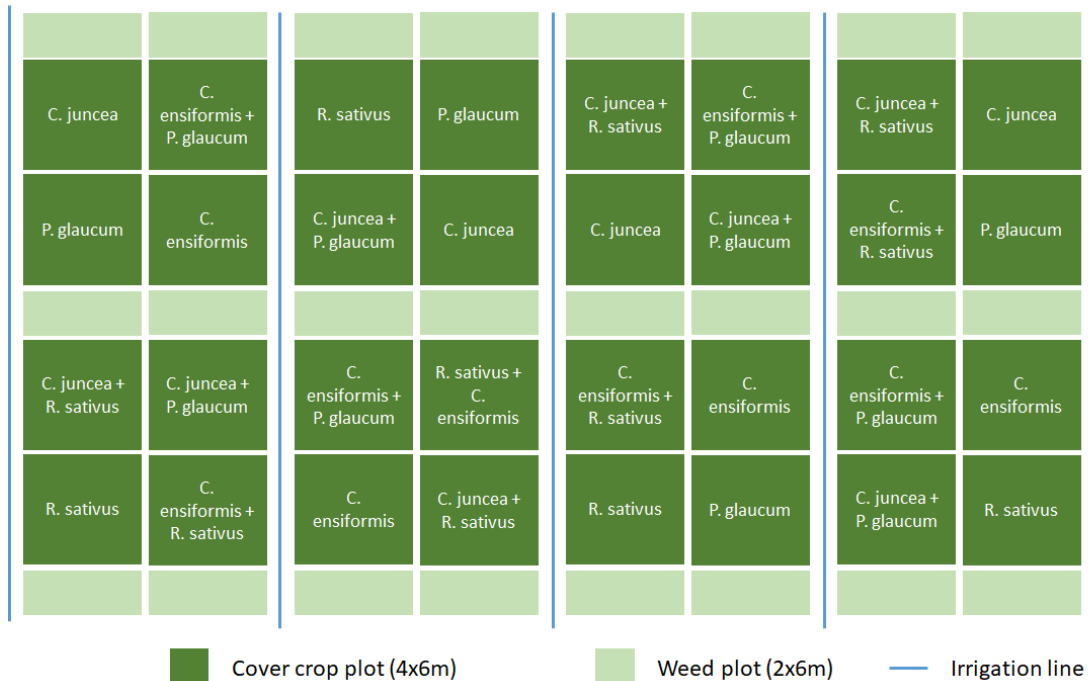 C. juncea
C.
ensiformis +
P. glaucum
R. sativus
P. glaucum
C. juncea +
R. sativus
C.
ensiformis +
P. glaucum
C. juncea +
R. sativus
C. juncea
P. glaucum
C.
ensiformis
C. juncea +
P. glaucum
C. juncea
C. juncea
C. juncea +
P. glaucum
C.
ensiformis +
R. sativus
P. glaucum
C. juncea +
R. sativus
C. juncea +
P. glaucum
C.
ensiformis +
P. glaucum
R. sativus +
C.
ensiformis
C.
ensiformis +
R. sativus
C.
ensiformis
C.
ensiformis +
P. glaucum
C.
ensiformis
R. sativus
C.
ensiformis +
R. sativus
C.
ensiformis
C. juncea +
R. sativus
R. sativus
P. glaucum
C. juncea +
P. glaucum
R. sativus
Cover crop plot (4x6m)
Weed plot (2x6m)
Irrigation line